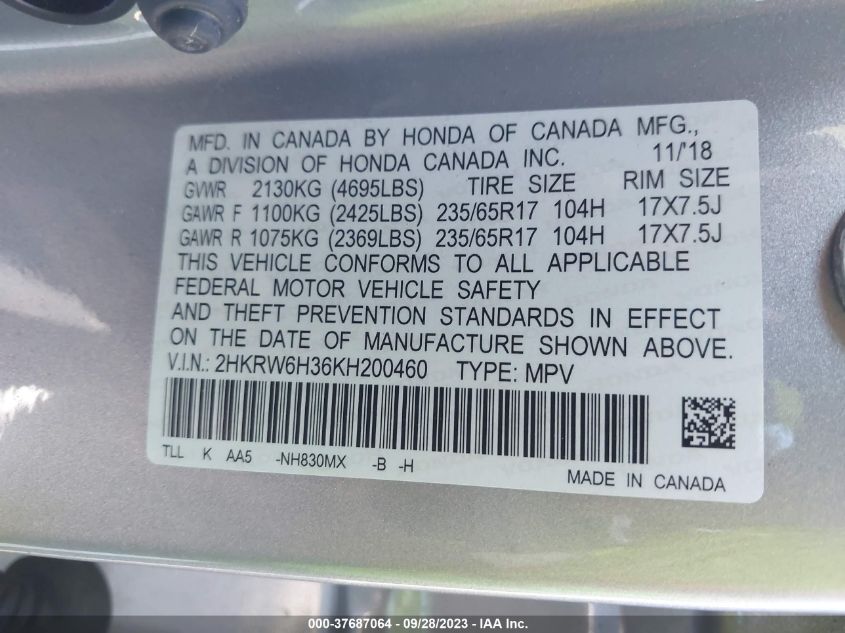 MFD. IN CANADA BY HONDA OF CANADA MFG.,
A DIVISION OF HONDA CANADA INC. 11/'18
GVWR 2130KG (4695LBS) TIRE SIZE RIM SIZE
GAWR F 1100KG (2425LBS) 235/65R17 104H 17X7.5J
GAWR R 1075KG (2369LBS) 235/65R17 104H 17X7.5J
THIS VEHICLE CONFORMS TO ALL APPLICABLE
FEDERAL MOTOR VEHICLE SAFETY
AND THEFT PREVENTION STANDARDS IN EFFECT
ON THE DATE OF MANUFACTURE SHOWN ABOVE.
V.I.N.: 2HKRW6H36KH200460 TYPE: MPV
TLL K AA5 -NH830MX -B -H
MADE IN CANADA
000-37687064 - 09/28/2023 - IAA Inc.